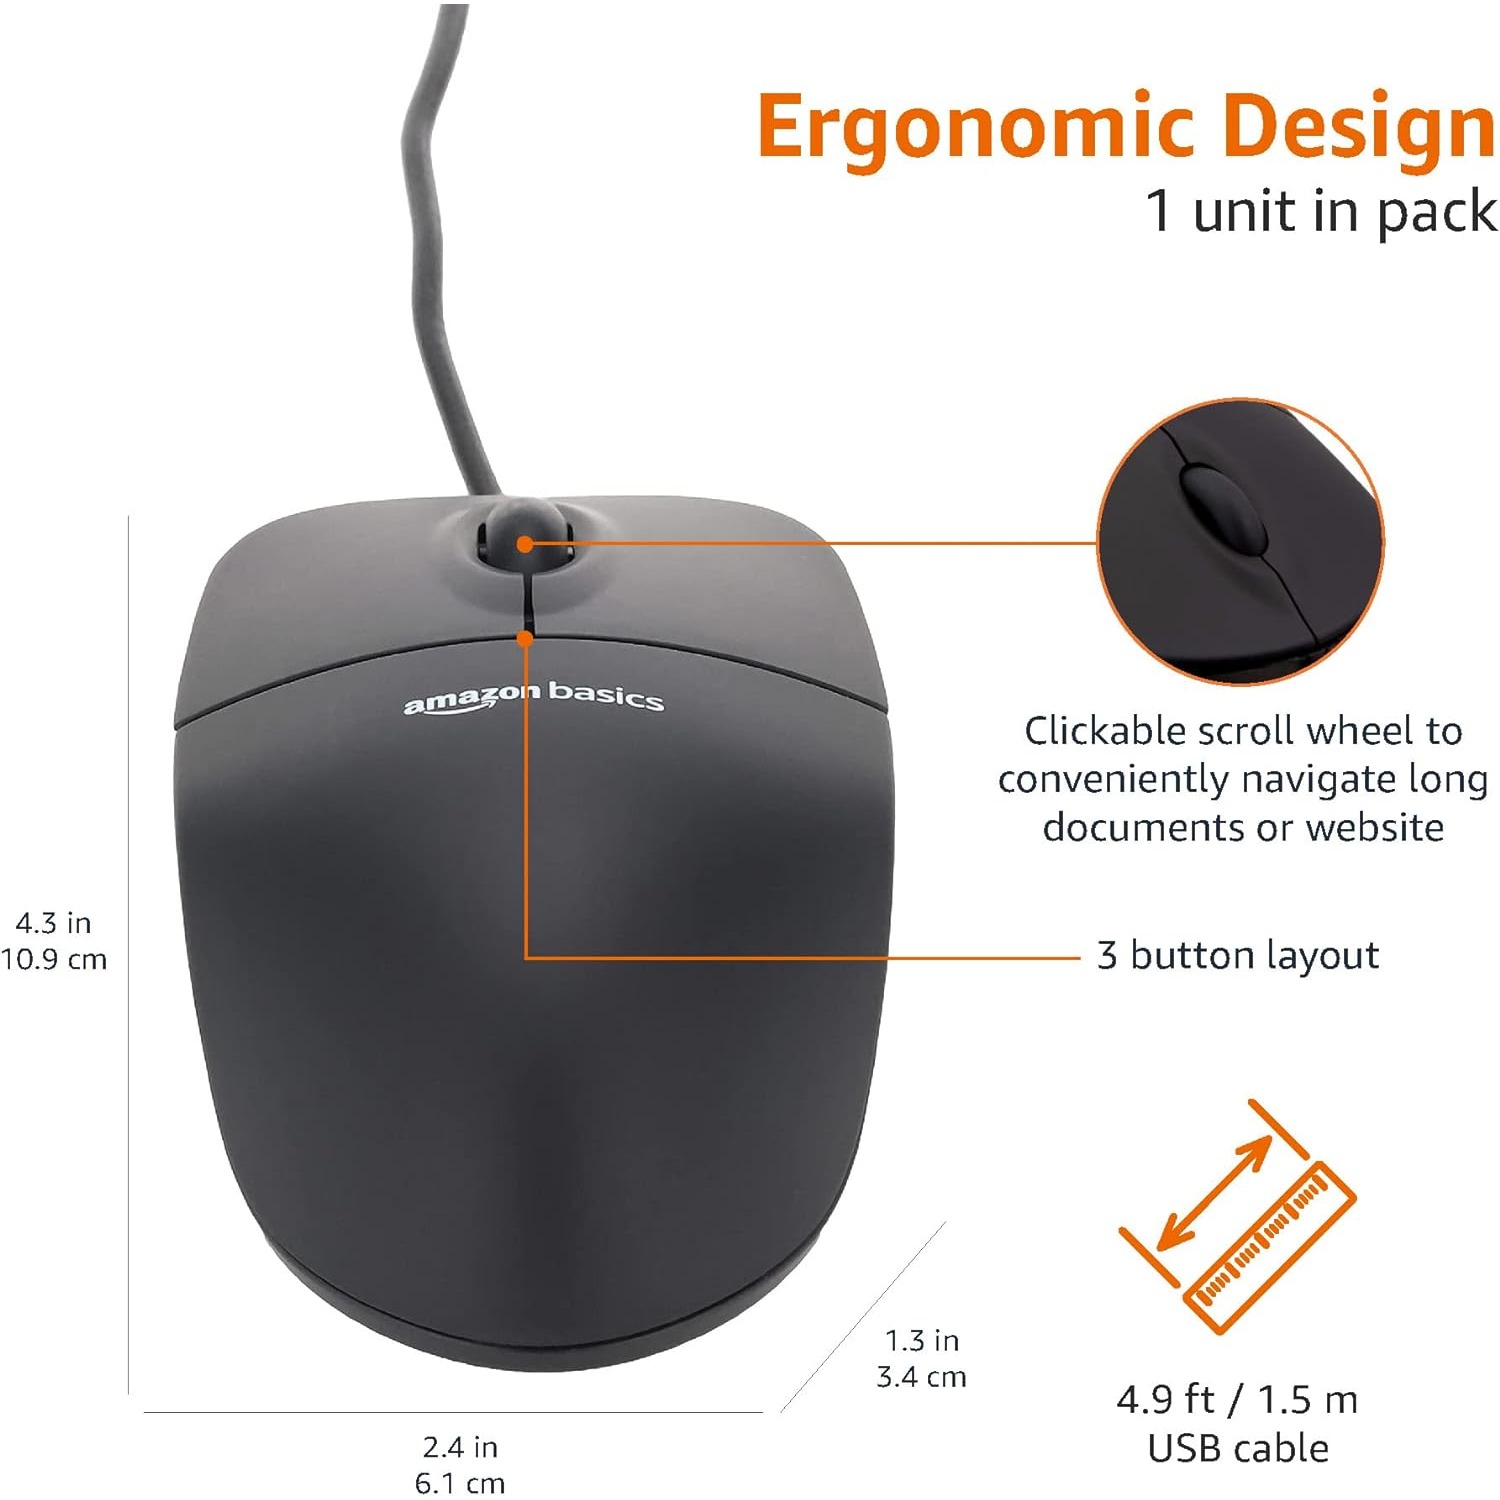 Ergonomic Design
1 unit in pack
amazon basics
Clickable scroll wheel to
conveniently navigate long
documents or website
4.3 in
10.9 cm
3 button layout
1.3 in
3.4 cm
4.9 ft / 1.5 m
USB cable
2.4 in
6.1 cm